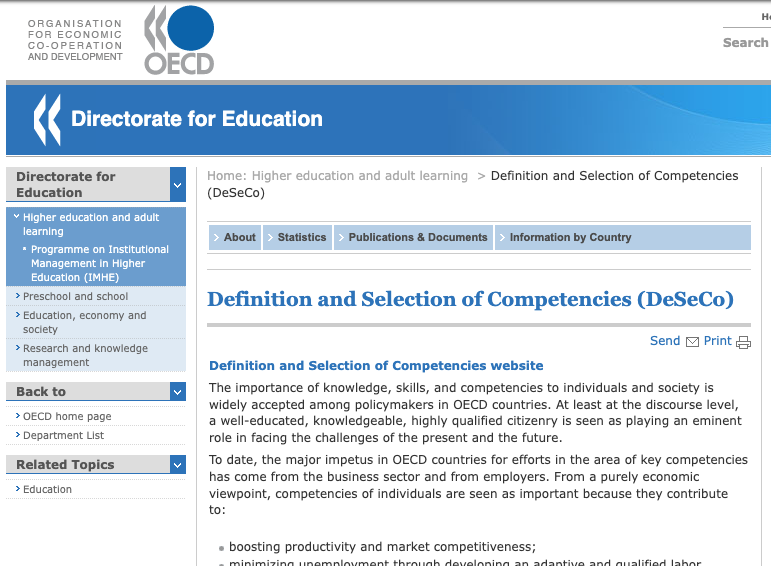 ORGANISATION
FOR ECONOMIC
CO-OPERATION
AND DEVELOPMENT
OECD
Search
Directorate for Education
Directorate for
Education
Higher education and adult
learning
Programme on Institutional
Management in Higher
Education (IMHE)
Preschool and school
Education, economy and
society
Research and knowledge
management
Back to
OECD home page
Department List
Related Topics
Education
Home: Higher education and adult learning > Definition and Selection of Competencies
(DeSeCo)
About Statistics Publications & Documents Information by Country
Definition and Selection of Competencies (DeSeCo)
Send Print
Definition and Selection of Competencies website
The importance of knowledge, skills, and competencies to individuals and society is
widely accepted among policymakers in OECD countries. At least at the discourse level,
a well-educated, knowledgeable, highly qualified citizenry is seen as playing an eminent
role in facing the challenges of the present and the future.
To date, the major impetus in OECD countries for efforts in the area of key competencies
has come from the business sector and from employers. From a purely economic
viewpoint, competencies of individuals are seen as important because they contribute
to:
boosting productivity and market competitiveness;
minimizing unemployment through developing an adaptive and qualified labor